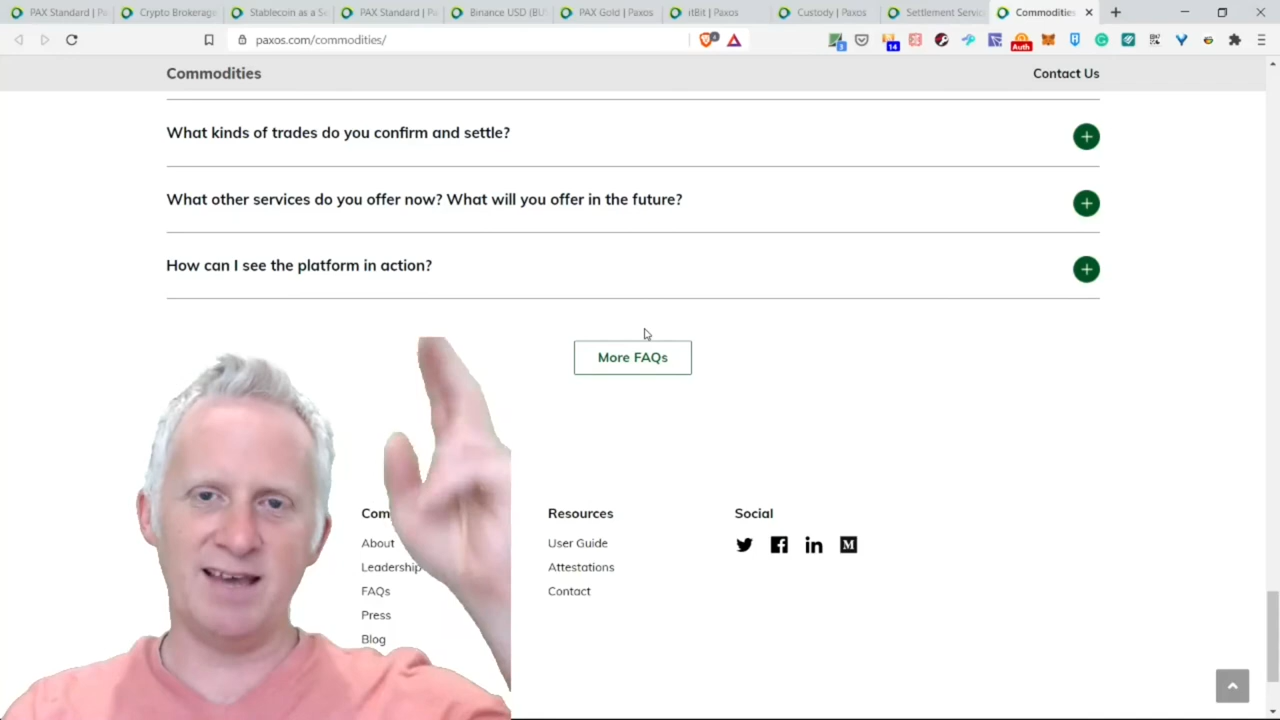 PAX Standard | Pa
Crypto Brokerage
Stablecoin as a Se
PAX Standard | Pa
Binance USD (BUS
PAX Gold | Paxos
itBit | Paxos
Custody | Paxos
Settlement Servic
Commodities
paxos.com/commodities/
Commodities
Contact Us
What kinds of trades do you confirm and settle?
What other services do you offer now? What will you offer in the future?
How can I see the platform in action?
More FAQs
Com
About
Leadership
FAQs
Press
Blog
Resources
User Guide
Attestations
Contact
Social
14
Auth